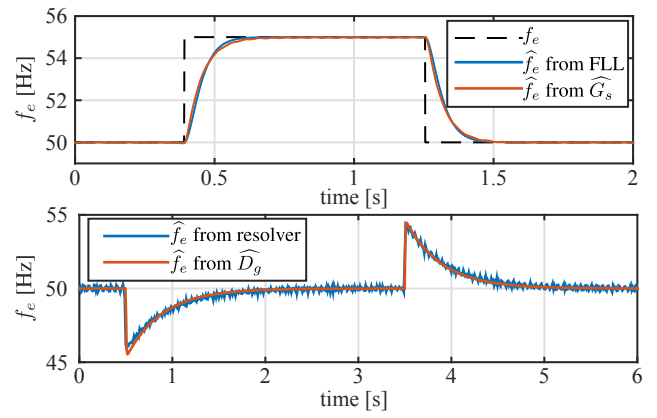 56
54
52
50
f_e [Hz]
f_e
f̂_e from FLL
f̂_e from Ĝ_s
0
0.5
1
1.5
2
time [s]
55
50
45
f_e [Hz]
f̂_e from resolver
f̂_e from D̂_g
0
1
2
3
4
5
6
time [s]